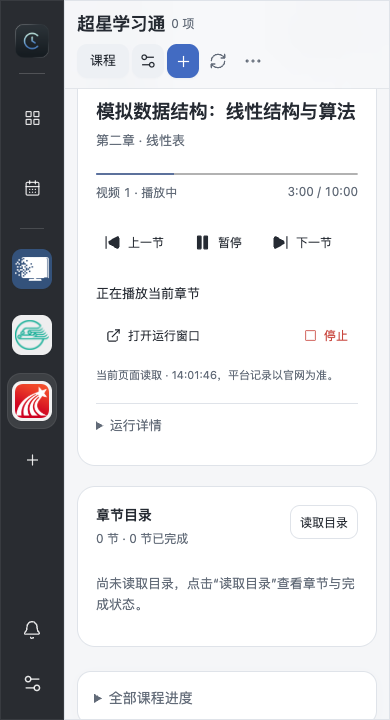 超星学习通 0 项
课程
模拟数据结构：线性结构与算法
第二章 · 线性表
视频 1 · 播放中 3:00 / 10:00
上一节 暂停 下一节
正在播放当前章节
打开运行窗口 停止
当前页面读取 · 14:01:46，平台记录以官网为准。
运行详情
章节目录
0 节 · 0 节已完成
读取目录
尚未读取目录，点击“读取目录”查看章节与完
成状态。
全部课程进度